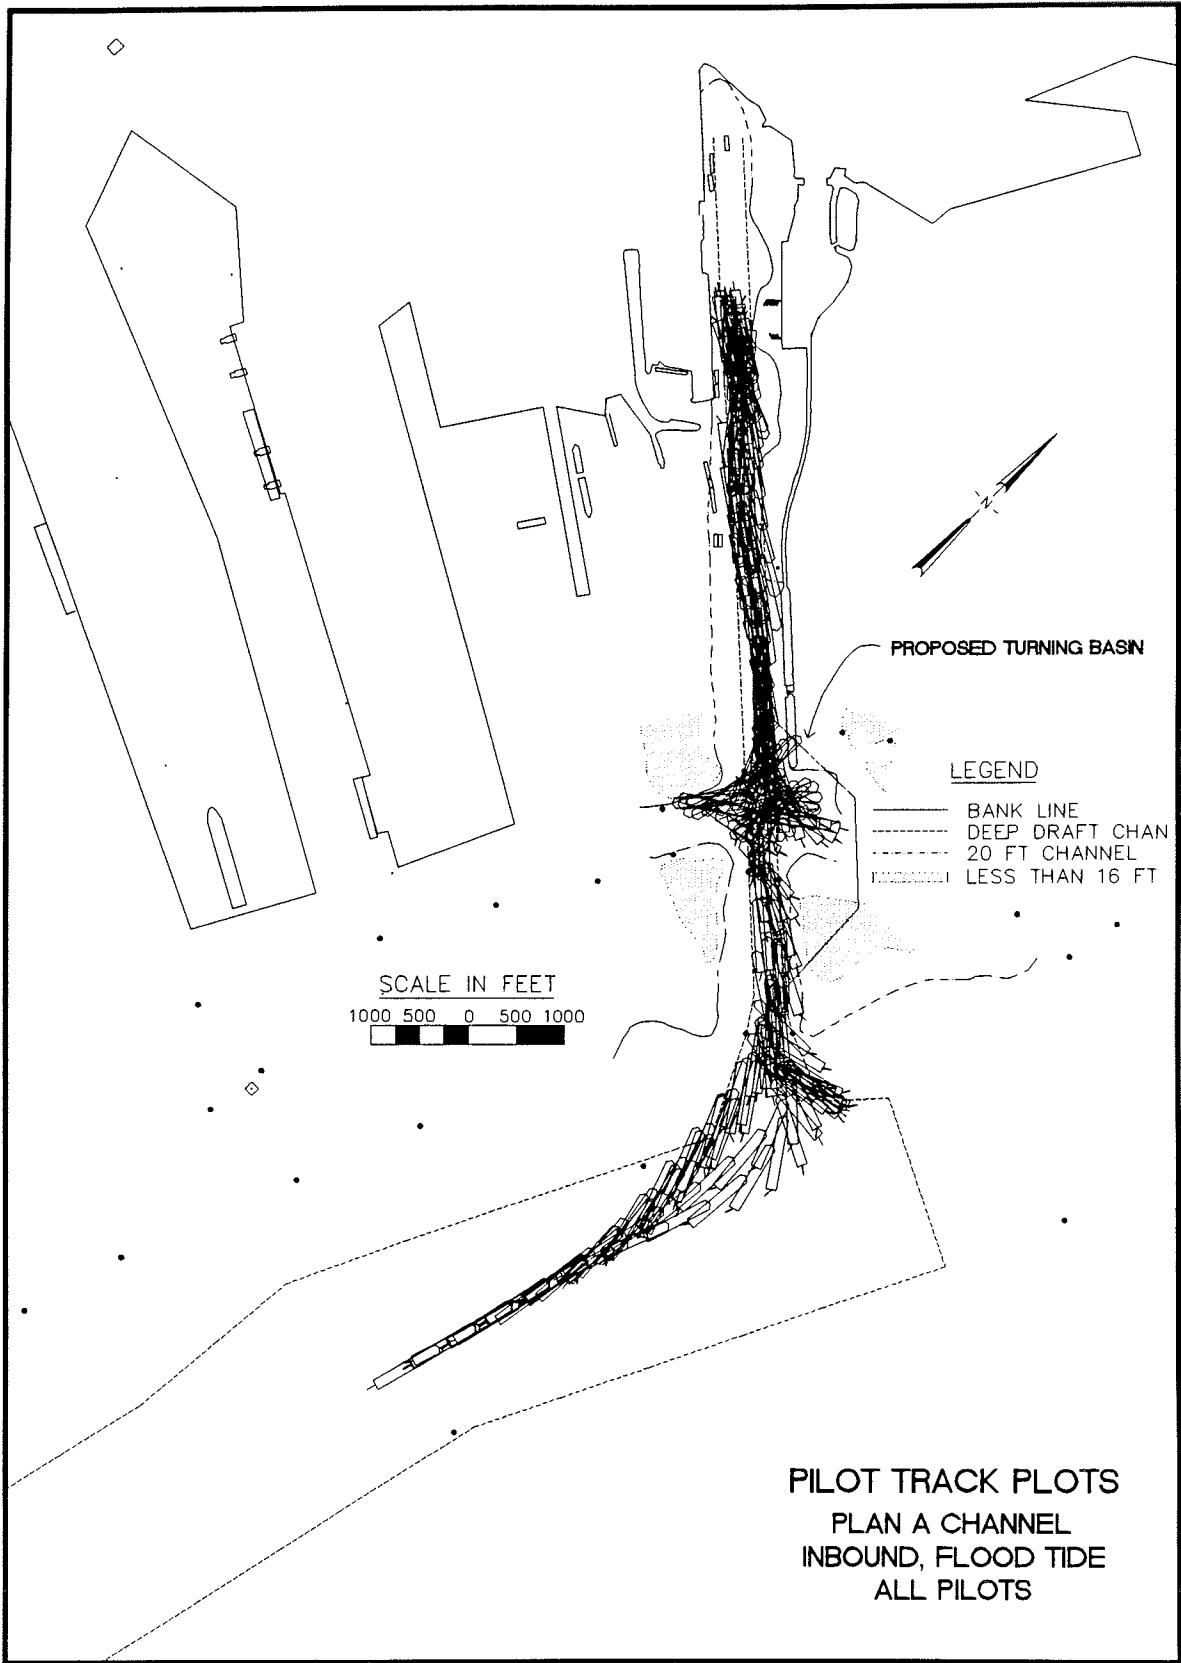 N
PROPOSED TURNING BASIN
LEGEND
BANK LINE
DEEP DRAFT CHAN
20 FT CHANNEL
LESS THAN 16 FT
SCALE IN FEET
1000 500 0 500 1000
PILOT TRACK PLOTS
PLAN A CHANNEL
INBOUND, FLOOD TIDE
ALL PILOTS